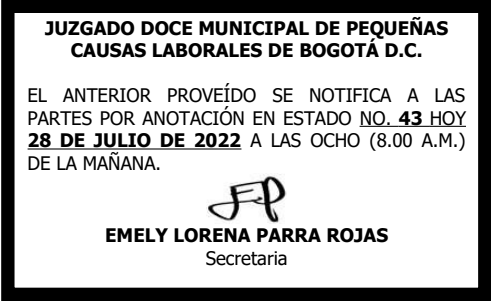 JUZGADO DOCE MUNICIPAL DE PEQUEÑAS
CAUSAS LABORALES DE BOGOTÁ D.C.
EL ANTERIOR PROVEÍDO SE NOTIFICA A LAS
PARTES POR ANOTACIÓN EN ESTADO NO. 43 HOY
28 DE JULIO DE 2022 A LAS OCHO (8.00 A.M.)
DE LA MAÑANA.
EMELY LORENA PARRA ROJAS
Secretaria